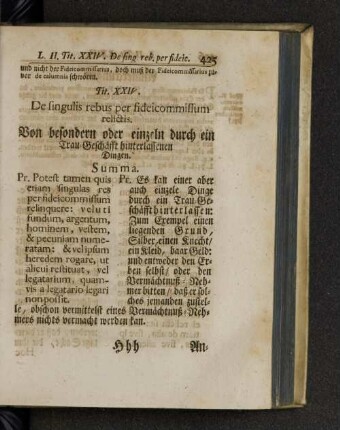 L. II. Tit. XXIV. De sing. reb. per fideic. 425
und nicht der Fideicommissarius, doch muß der Fideicommissarius
ver de calumnia schweren.
Tit. XXIV.
De singulis rebus per fideicommissum
relictis.
Von besondern oder einzeln durch ein
Trau Geschäfft hinterlassenen
Dingen.
Summa.
Pr. Potest tamen quis
etiam singulas res
per fideicommissum
relinquere: veluti
fundum, argentum,
hominem, vestem,
& pecuniam nume-
ratam: & vel ipsum
heredem rogare, ut
alicui restituat, vel
legatarium, quam-
vis a legatario legari
non possit.
Pr. Es kan einer aber
auch einzele Dinge
durch ein Trau Ge-
schäfft hinterlassen:
Zum Exempel einen
liegenden Grund,
Silber, einen Knecht/
ein Kleid, baar Geld:
und entweder den Er-
ben selbst/ oder den
Vermächtnuß-Neh-
mer bitten/ daß er sol-
ches jemanden zustel-
le, obschon vermittelst eines Vermächtnuß-Neh-
mers nichts vermacht werden kan.
Hhh An-